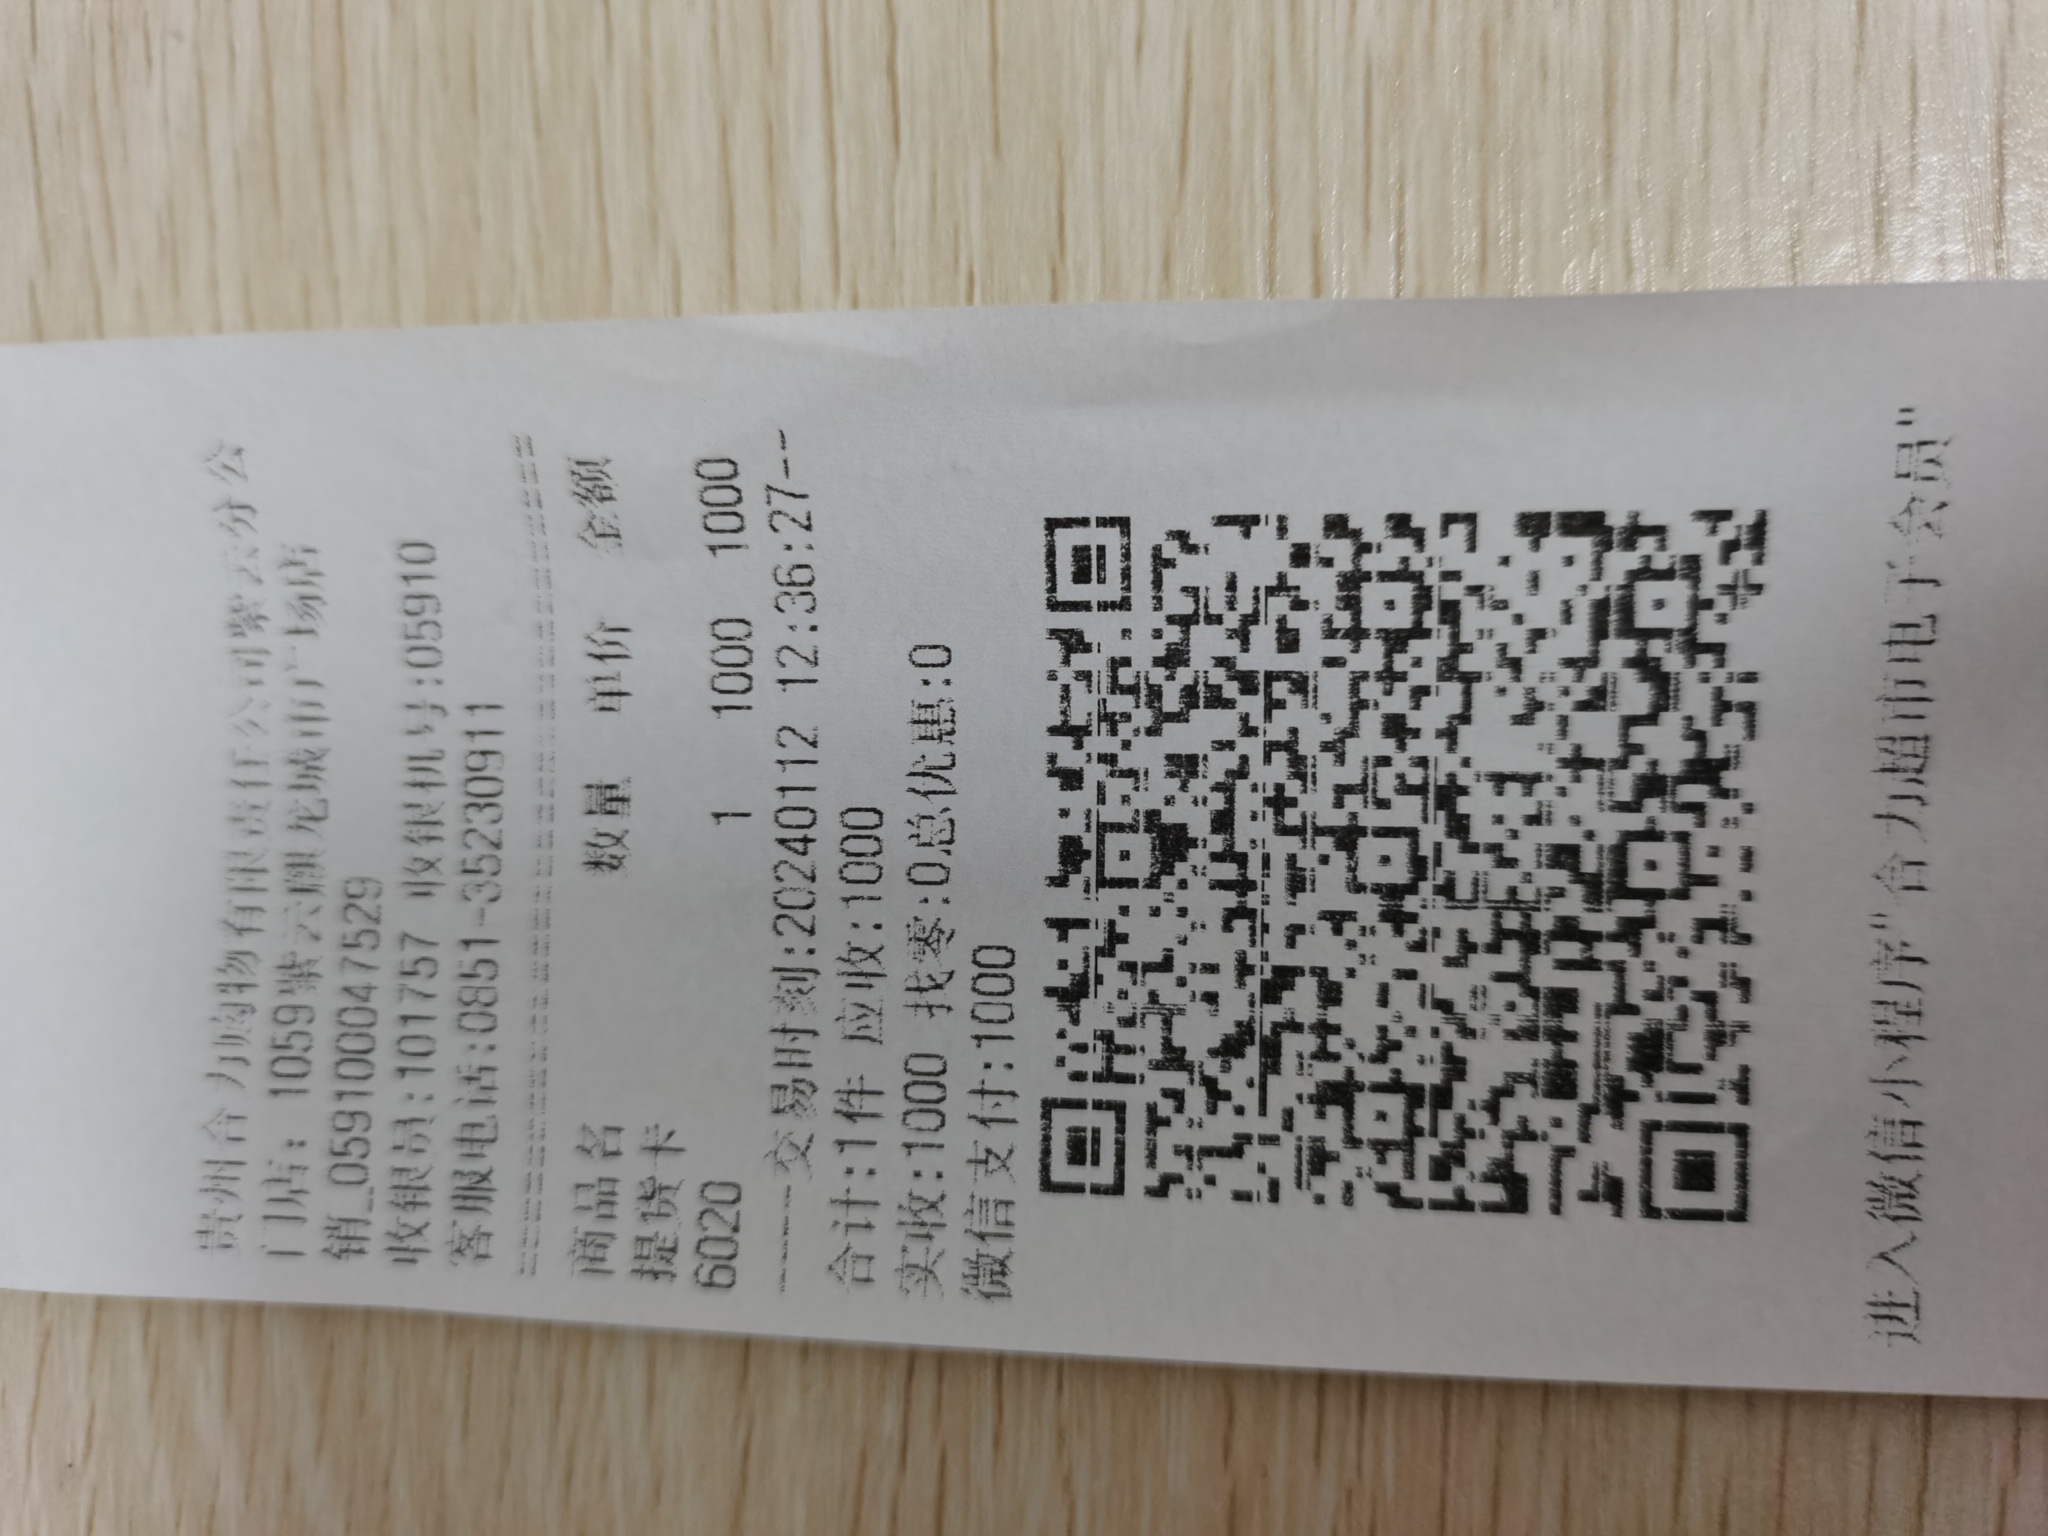 贵州合力购物有限责任公司紫云分公
门店: 1059紫云麒龙城市广场店
销_0591000047529
收银员:101757 收银机号:05910
客服电话:0851-35230911
================================
商品名 数量 单价 金额
提货卡
6020 1 1000 1000
----交易时刻:20240112 12:36:27--
合计:1件 应收:1000
实收:1000 找零:0总优惠:0
微信支付:1000
进入微信小程序"合力超市电子会员"